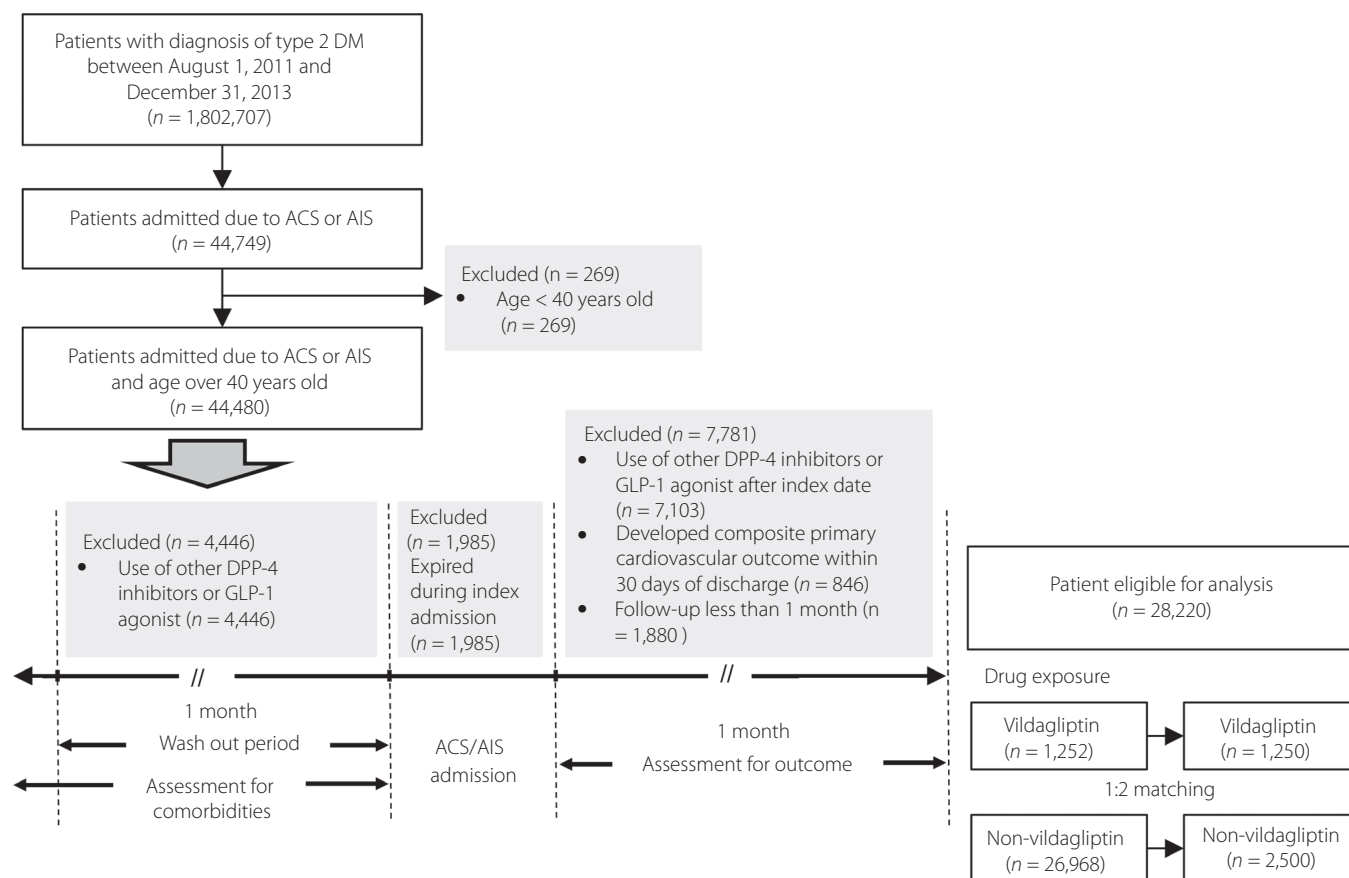 Patients with diagnosis of type 2 DM
between August 1, 2011 and
December 31, 2013
(n = 1,802,707)
Patients admitted due to ACS or AIS
(n = 44,749)
Excluded (n = 269)
• Age < 40 years old
(n = 269)
Patients admitted due to ACS or AIS
and age over 40 years old
(n = 44,480)
Excluded (n = 4,446)
• Use of other DPP-4
inhibitors or GLP-1
agonist (n = 4,446)
Excluded
(n = 1,985)
Expired
during index
admission
(n = 1,985)
Excluded (n = 7,781)
• Use of other DPP-4 inhibitors or
GLP-1 agonist after index date
(n = 7,103)
• Developed composite primary
cardiovascular outcome within
30 days of discharge (n = 846)
• Follow-up less than 1 month (n
= 1,880 )
Patient eligible for analysis
(n = 28,220)
//
//
1 month
Wash out period
Assessment for
comorbidities
ACS/AIS
admission
1 month
Assessment for outcome
Drug exposure
Vildagliptin
(n = 1,252)
Vildagliptin
(n = 1,250)
1:2 matching
Non-vildagliptin
(n = 26,968)
Non-vildagliptin
(n = 2,500)